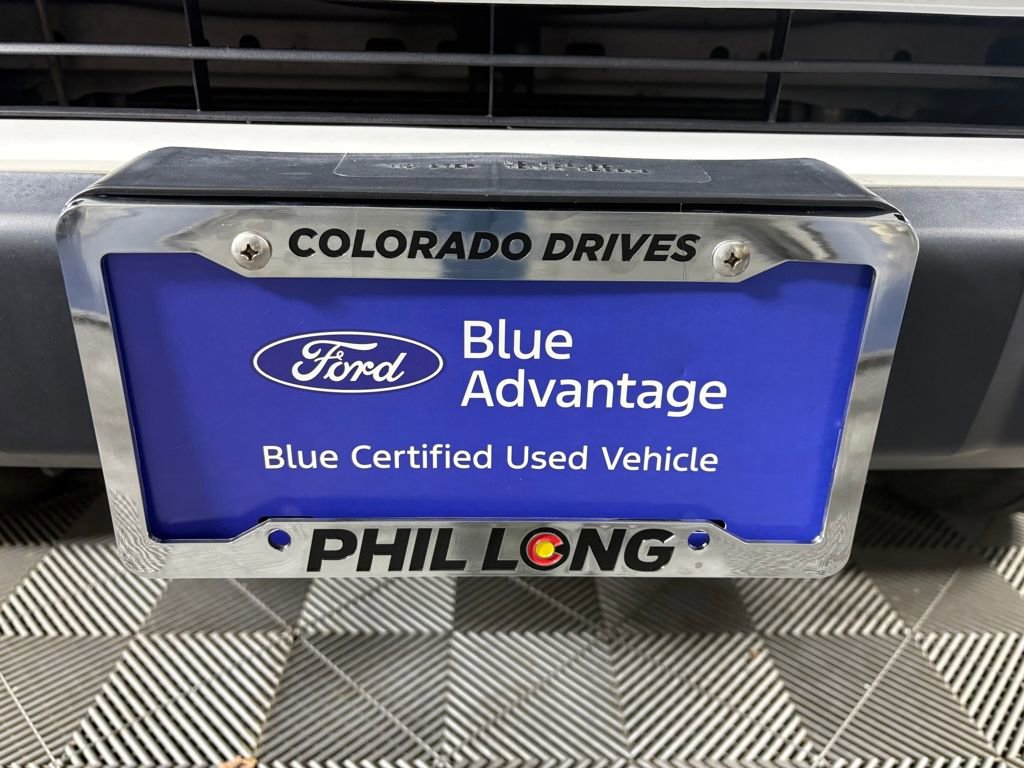 COLORADO DRIVES
Ford
Blue
Advantage
Blue Certified Used Vehicle
PHIL LONG